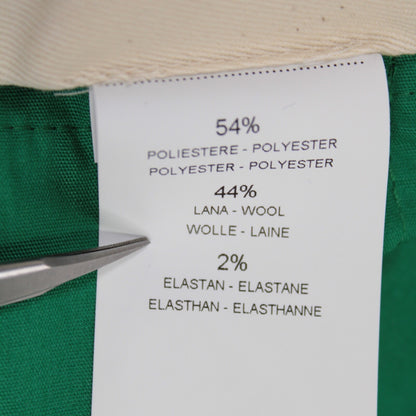 54%
POLIESTERE - POLYESTER
POLYESTER - POLYESTER
44%
LANA - WOOL
WOLLE - LAINE
2%
ELASTAN - ELASTANE
ELASTHAN - ELASTHANNE